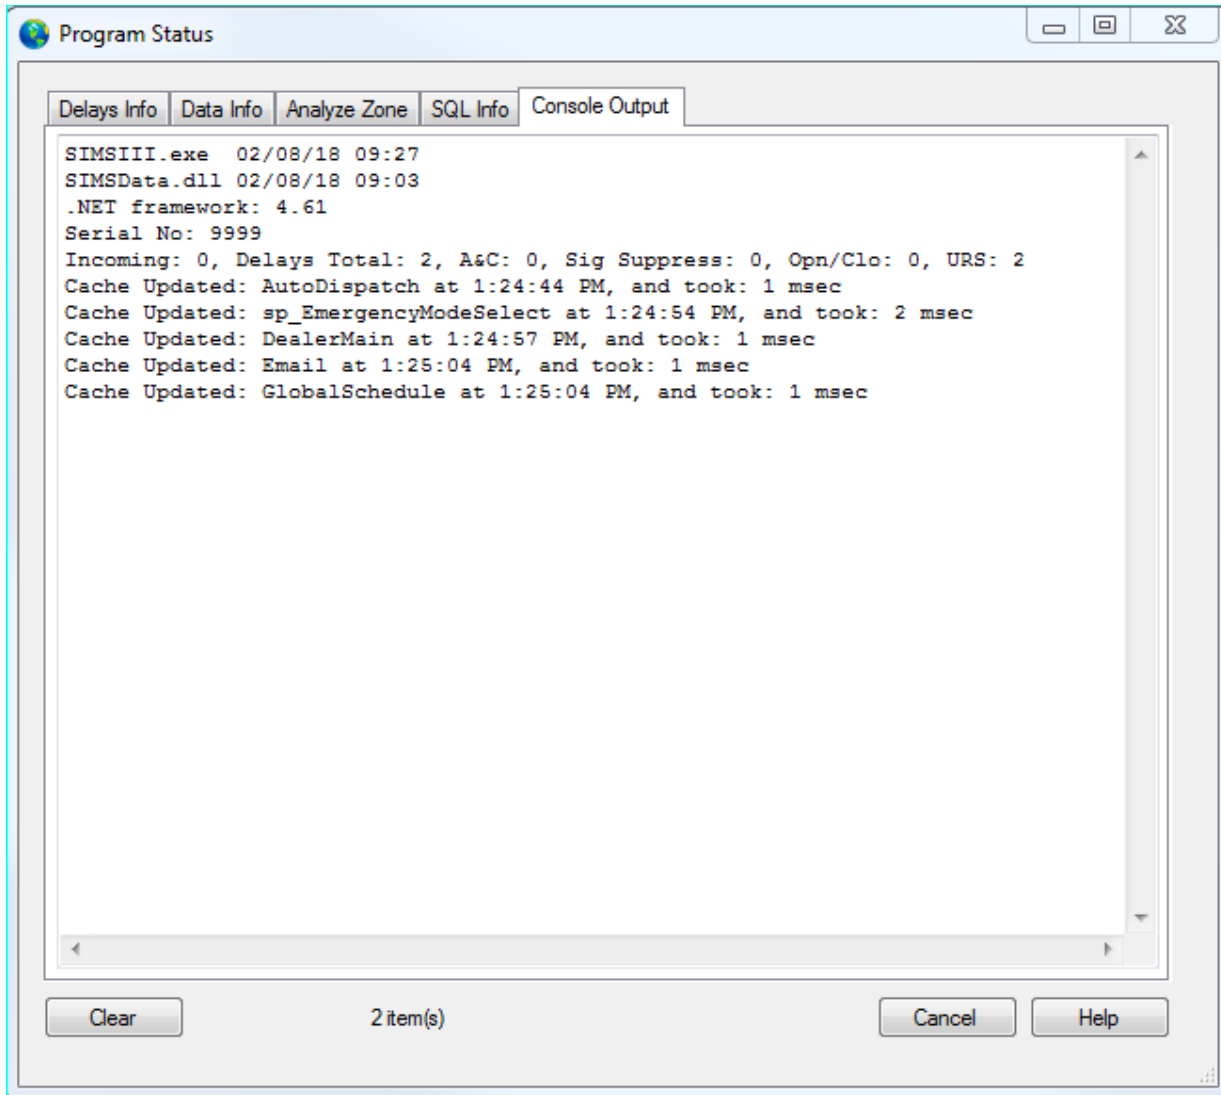 Program Status
Delays Info Data Info Analyze Zone SQL Info Console Output
SIMSIII.exe  02/08/18 09:27
SIMSData.dll 02/08/18 09:03
.NET framework: 4.61
Serial No: 9999
Incoming: 0, Delays Total: 2, A&C: 0, Sig Suppress: 0, Opn/Clo: 0, URS: 2
Cache Updated: AutoDispatch at 1:24:44 PM, and took: 1 msec
Cache Updated: sp_EmergencyModeSelect at 1:24:54 PM, and took: 2 msec
Cache Updated: DealerMain at 1:24:57 PM, and took: 1 msec
Cache Updated: Email at 1:25:04 PM, and took: 1 msec
Cache Updated: GlobalSchedule at 1:25:04 PM, and took: 1 msec
Clear 2 item(s) Cancel Help